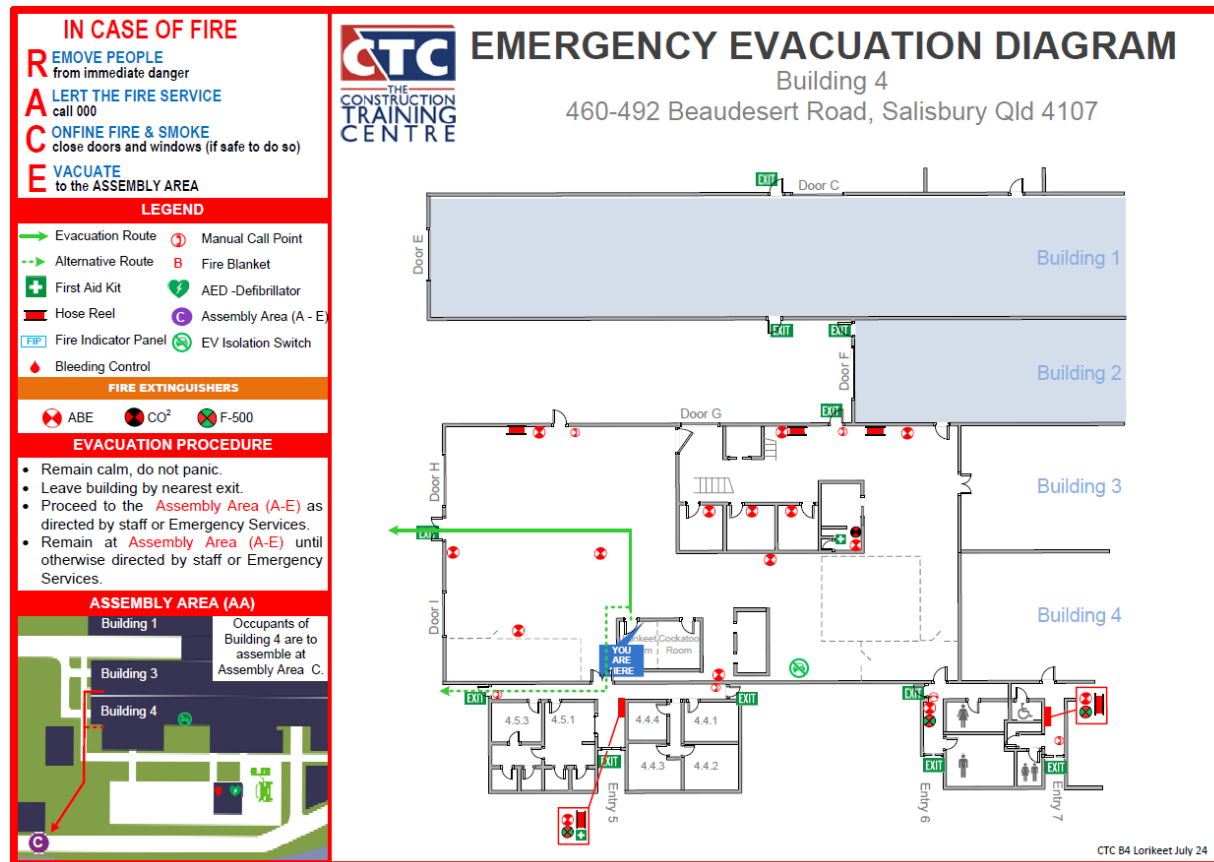 IN CASE OF FIRE
R EMOVE PEOPLE
from immediate danger
A LERT THE FIRE SERVICE
call 000
C ONFINE FIRE & SMOKE
close doors and windows (if safe to do so)
E VACUATE
to the ASSEMBLY AREA
LEGEND
Evacuation Route
Manual Call Point
Alternative Route
B Fire Blanket
First Aid Kit
AED -Defibrillator
Hose Reel
C Assembly Area (A - E)
FIP Fire Indicator Panel
EV Isolation Switch
Bleeding Control
FIRE EXTINGUISHERS
ABE
CO²
F-500
EVACUATION PROCEDURE
• Remain calm, do not panic.
• Leave building by nearest exit.
• Proceed to the Assembly Area (A-E) as
directed by staff or Emergency Services.
• Remain at Assembly Area (A-E) until
otherwise directed by staff or Emergency
Services.
ASSEMBLY AREA (AA)
Building 1
Occupants of
Building 4 are to
assemble at
Assembly Area C.
Building 3
Building 4
C
CTC
THE
CONSTRUCTION
TRAINING
CENTRE
EMERGENCY EVACUATION DIAGRAM
Building 4
460-492 Beaudesert Road, Salisbury Qld 4107
EXIT
Door C
Door E
Building 1
EXIT
EXIT
Door F
Building 2
EXIT
Door G
Door H
Building 3
EXIT
Door I
Building 4
Cockatoo
Room
YOU
ARE
HERE
EXIT
EXIT
EXIT
4.5.3
4.5.1
4.4.4
4.4.1
4.4.3
4.4.2
EXIT
EXIT
EXIT
Entry 5
Entry 6
Entry 7
CTC B4 Lorikeet July 24